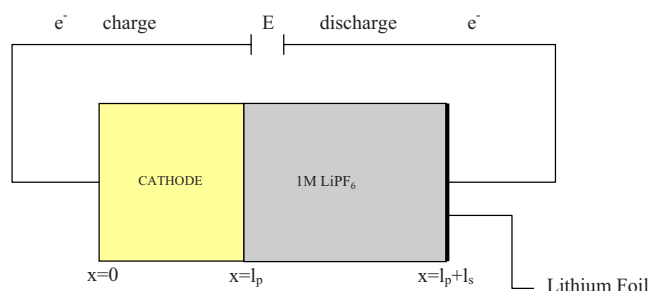 e⁻ charge E discharge e⁻
CATHODE 1M LiPF₆
x=0 x=lₚ x=lₚ+lₛ
Lithium Foil